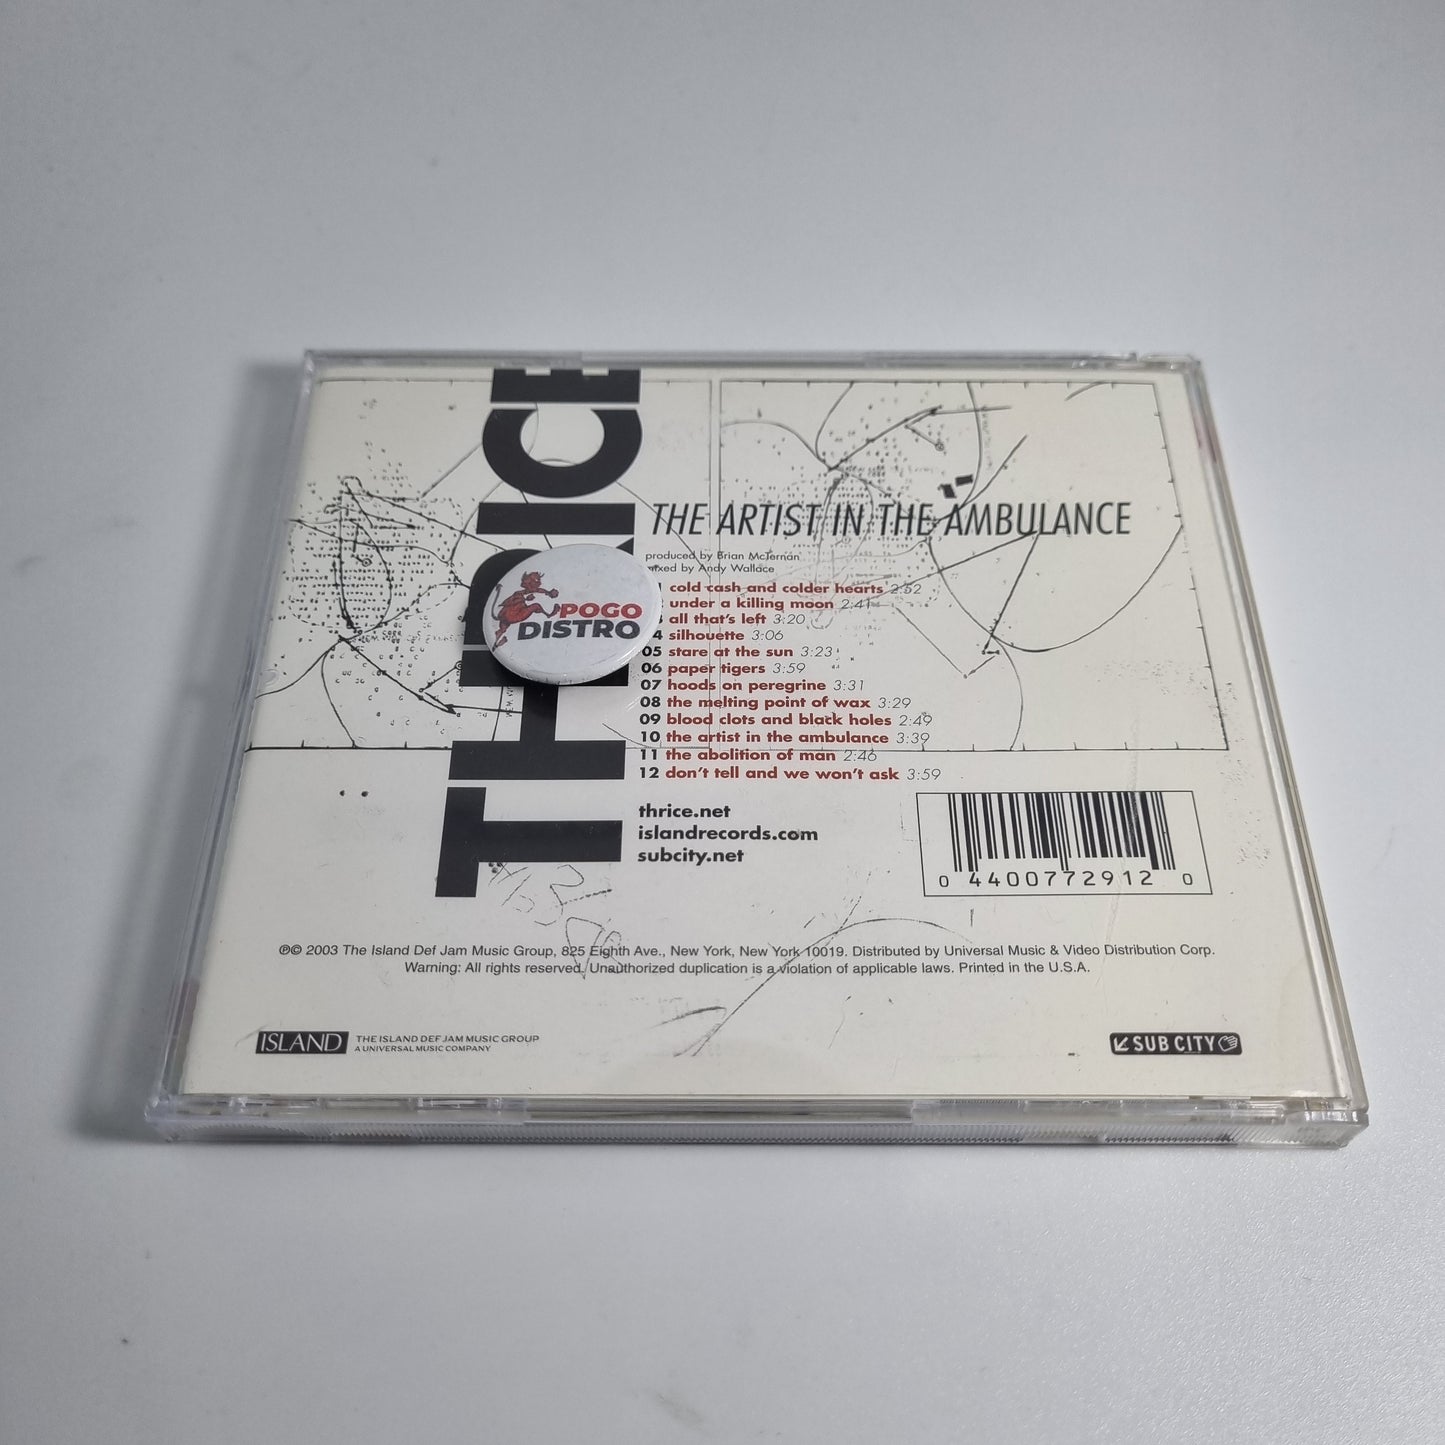 THRICE
THE ARTIST IN THE AMBULANCE
produced by Brian McTernan
mixed by Andy Wallace
POGO
DISTRO
1 cold cash and colder hearts 2:52
2 under a killing moon 2:41
3 all that's left 3:20
4 silhouette 3:06
05 stare at the sun 3:23
06 paper tigers 3:59
07 hoods on peregrine 3:31
08 the melting point of wax 3:29
09 blood clots and black holes 2:49
10 the artist in the ambulance 3:39
11 the abolition of man 2:46
12 don't tell and we won't ask 3:59
thrice.net
islandrecords.com
subcity.net
0 4400772912 0
℗© 2003 The Island Def Jam Music Group, 825 Eighth Ave., New York, New York 10019. Distributed by Universal Music & Video Distribution Corp.
Warning: All rights reserved. Unauthorized duplication is a violation of applicable laws. Printed in the U.S.A.
ISLAND THE ISLAND DEF JAM MUSIC GROUP
A UNIVERSAL MUSIC COMPANY
SUB CITY